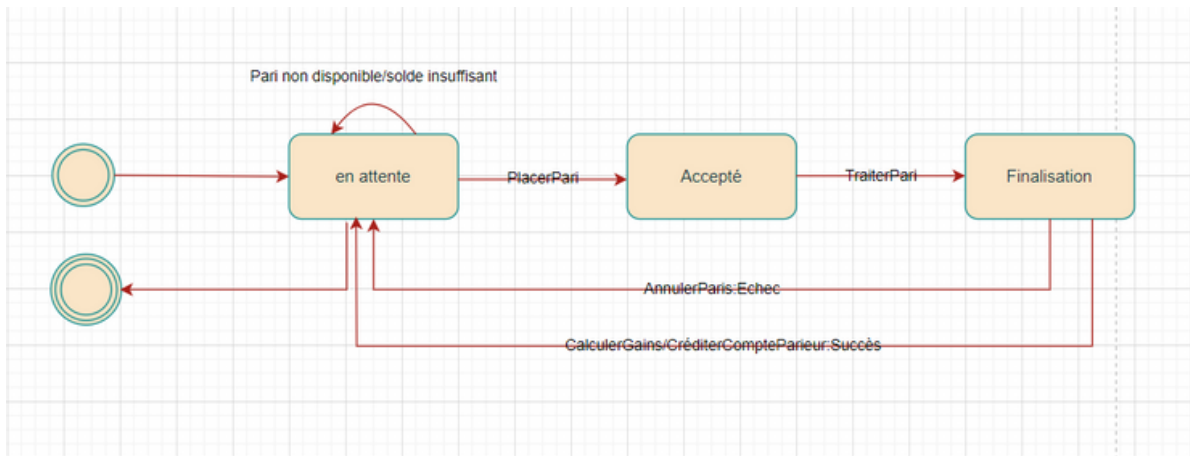 Pari non disponible/solde insuffisant
en attente
PlacerPari
Accepté
TraiterPari
Finalisation
AnnulerParis:Echec
CalculerGains/CréditerCompteParieur:Succès